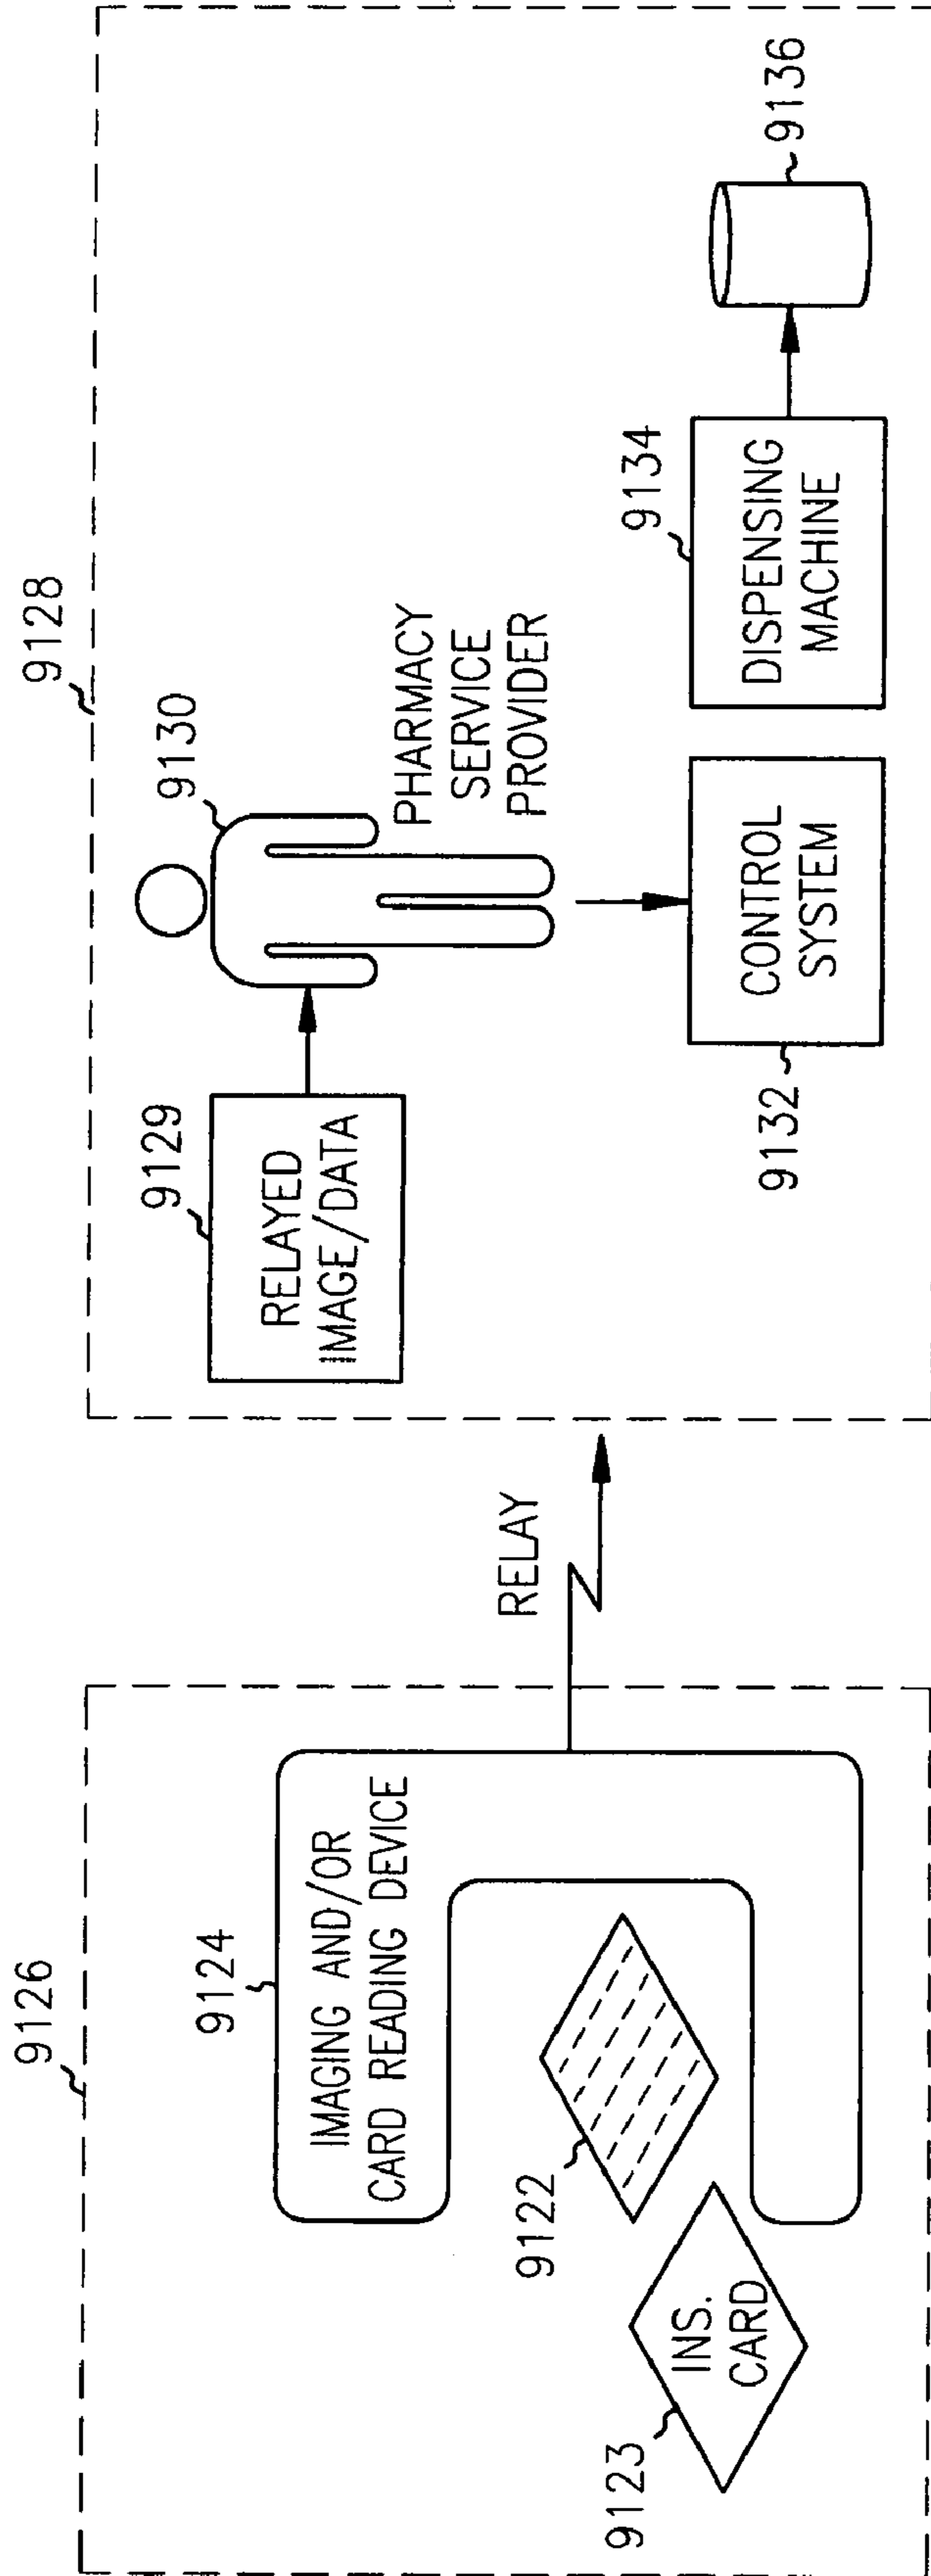 9126
9124
IMAGING AND/OR
CARD READING DEVICE
9122
9123
INS.
CARD
RELAY
9128
9129
RELAYED
IMAGE/DATA
9130
PHARMACY
SERVICE
PROVIDER
9132
CONTROL
SYSTEM
9134
DISPENSING
MACHINE
9136